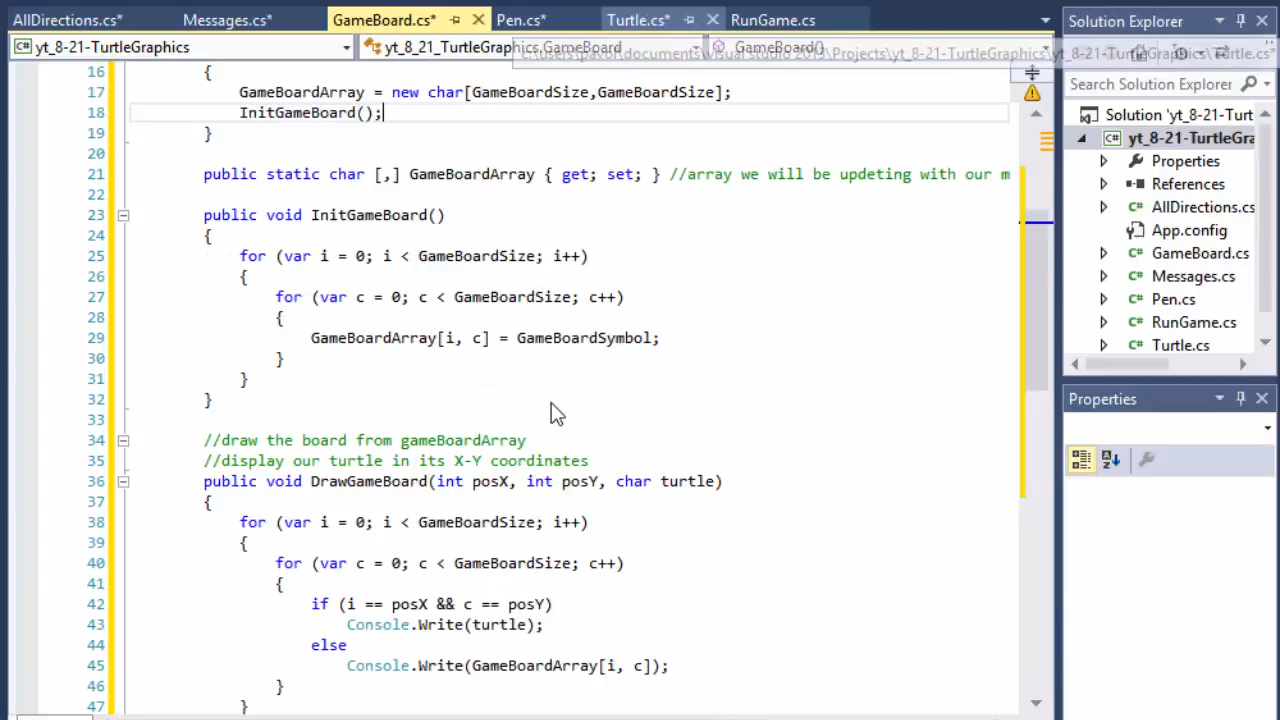 AllDirections.cs* Messages.cs* GameBoard.cs* Pen.cs* Turtle.cs* RunGame.cs Solution Explorer
yt_8-21-TurtleGraphics yt_8_21_TurtleGraphics.GameBoard GameBoard()
Search Solution Explorer
16 {
17 GameBoardArray = new char[GameBoardSize,GameBoardSize];
18 InitGameBoard();
19 }
20
21 public static char [,] GameBoardArray { get; set; } //array we will be updeting with our m
22
23 public void InitGameBoard()
24 {
25 for (var i = 0; i < GameBoardSize; i++)
26 {
27 for (var c = 0; c < GameBoardSize; c++)
28 {
29 GameBoardArray[i, c] = GameBoardSymbol;
30 }
31 }
32 }
33
34 //draw the board from gameBoardArray
35 //display our turtle in its X-Y coordinates
36 public void DrawGameBoard(int posX, int posY, char turtle)
37 {
38 for (var i = 0; i < GameBoardSize; i++)
39 {
40 for (var c = 0; c < GameBoardSize; c++)
41 {
42 if (i == posX && c == posY)
43 Console.Write(turtle);
44 else
45 Console.Write(GameBoardArray[i, c]);
46 }
47 }
Solution 'yt_8-21-Turt
yt_8-21-TurtleGra
Properties
References
AllDirections.cs
App.config
GameBoard.cs
Messages.cs
Pen.cs
RunGame.cs
Turtle.cs
Properties